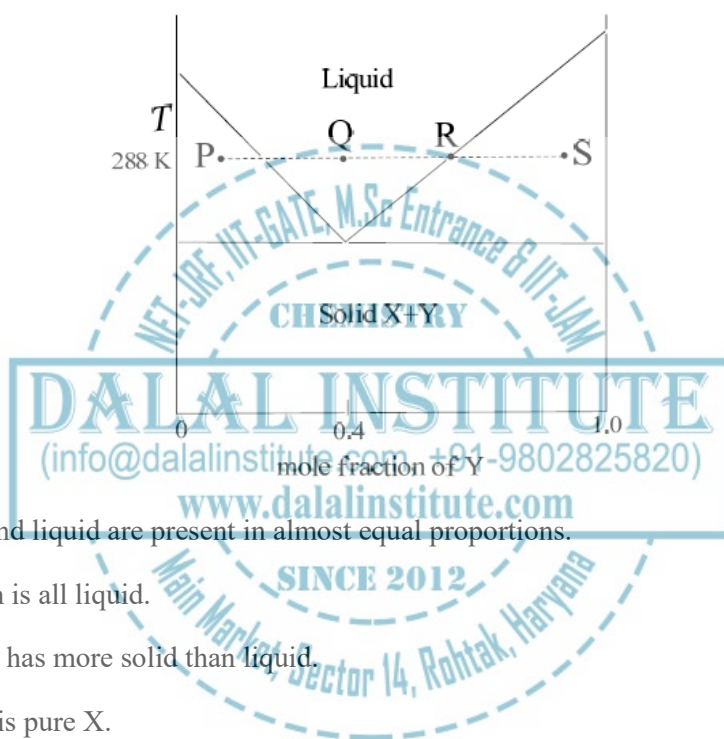 Liquid
T
Q
R
288 K
P
S
NET-JRF, IIT-GATE, M.Sc Entrance & IIT-JAM
CHEMISTRY
Solid X+Y
DALAL INSTITUTE
0
0.4
1.0
(info@dalalinstitute.com, +91-9802825820)
mole fraction of Y
www.dalalinstitute.com
nd liquid are present in almost equal proportions.
SINCE 2012
n is all liquid.
has more solid than liquid.
Main Market, Sector 14, Rohtak, Haryana
is pure X.